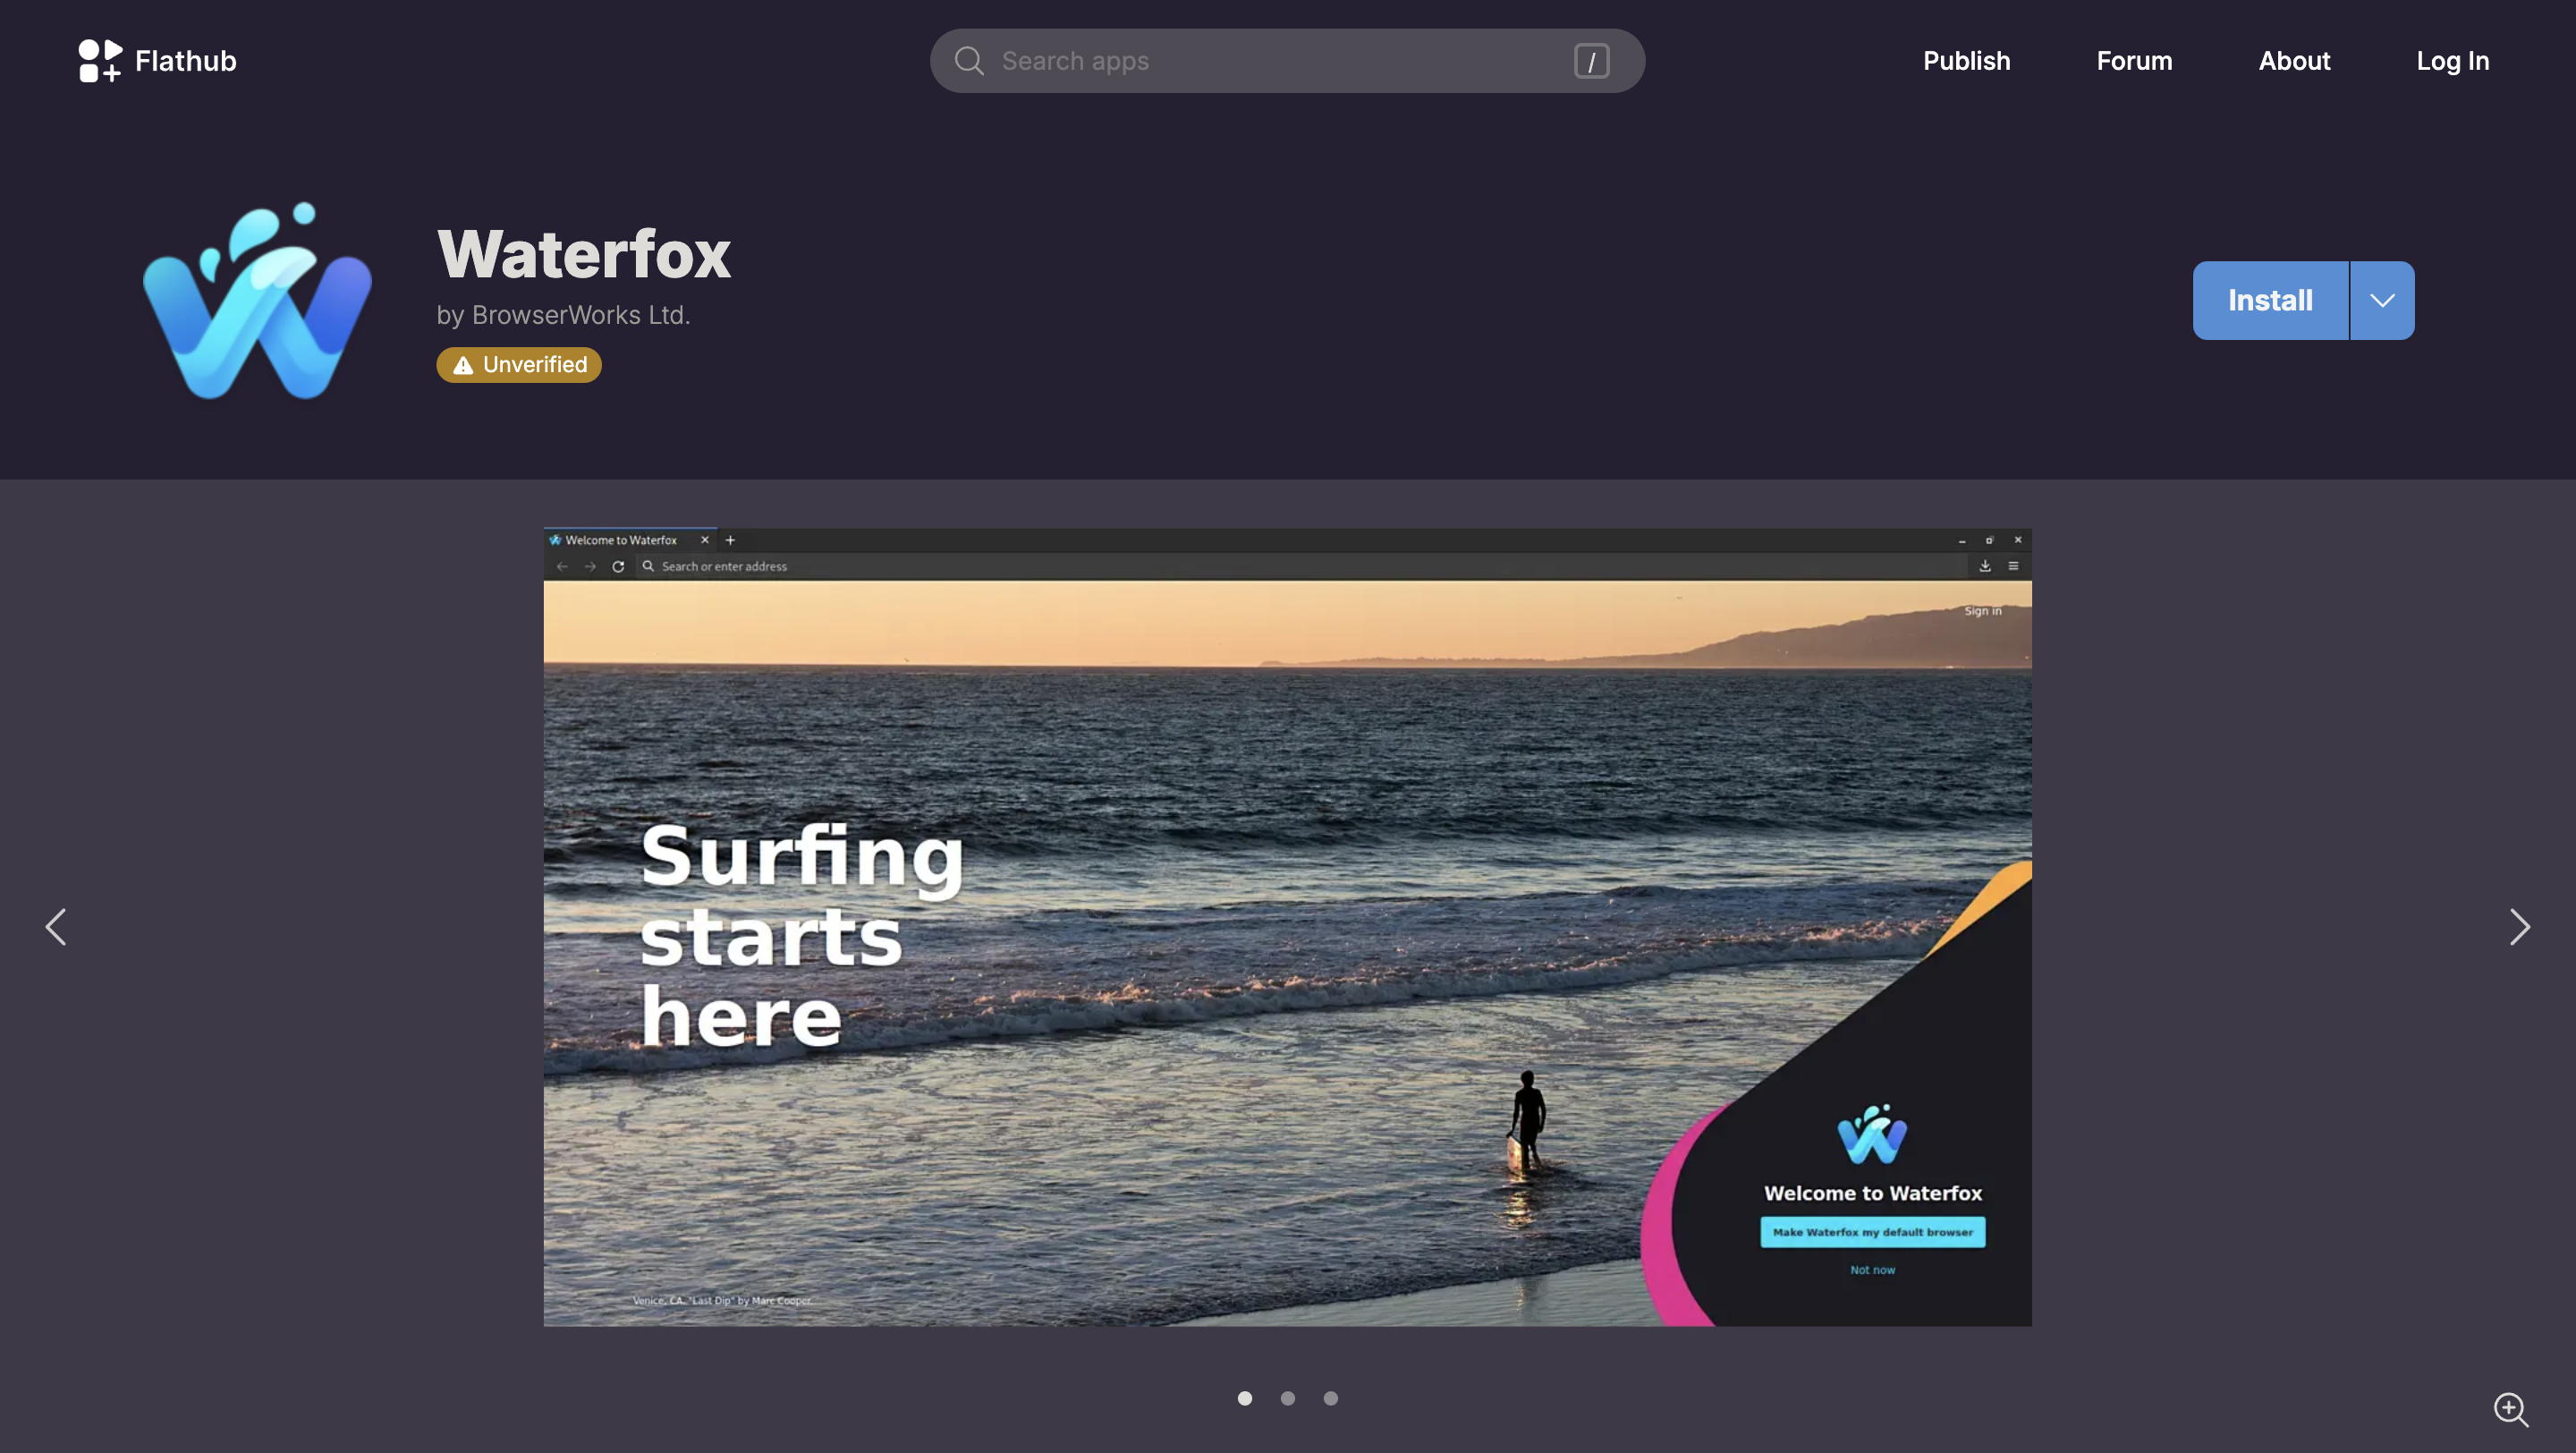 Flathub
Search apps
/
Publish
Forum
About
Log In
Waterfox
by BrowserWorks Ltd.
Unverified
Install
Welcome to Waterfox
Search or enter address
Sign in
Surfing
starts
here
Welcome to Waterfox
Make Waterfox my default browser
Not now
Venice, CA. "Last Dip" by Marc Cooper.